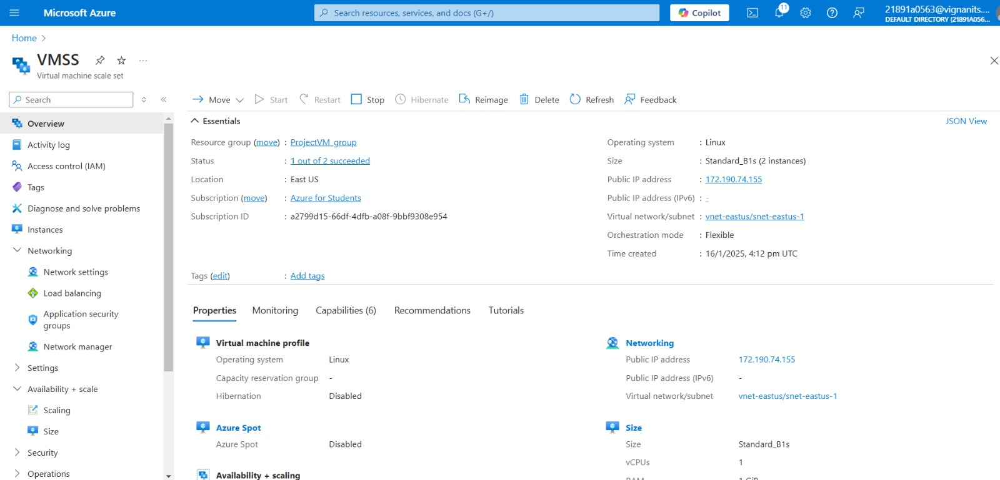 Microsoft Azure
Search resources, services, and docs (G+/)
Copilot
11
21891a0563@vignanits....
DEFAULT DIRECTORY (21891A056...
Home
VMSS
Virtual machine scale set
Search
Move
Start
Restart
Stop
Hibernate
Reimage
Delete
Refresh
Feedback
Overview
Activity log
Access control (IAM)
Tags
Diagnose and solve problems
Instances
Networking
Network settings
Load balancing
Application security
groups
Network manager
Settings
Availability + scale
Scaling
Size
Security
Operations
Essentials
JSON View
Resource group (move) : ProjectVM_group
Status : 1 out of 2 succeeded
Location : East US
Subscription (move) : Azure for Students
Subscription ID : a2799d15-66df-4dfb-a08f-9bbf9308e954
Operating system : Linux
Size : Standard_B1s (2 instances)
Public IP address : 172.190.74.155
Public IP address (IPv6) : -
Virtual network/subnet : vnet-eastus/snet-eastus-1
Orchestration mode : Flexible
Time created : 16/1/2025, 4:12 pm UTC
Tags (edit) : Add tags
Properties Monitoring Capabilities (6) Recommendations Tutorials
Virtual machine profile
Operating system Linux
Capacity reservation group -
Hibernation Disabled
Azure Spot
Azure Spot Disabled
Availability + scaling
Networking
Public IP address 172.190.74.155
Public IP address (IPv6) -
Virtual network/subnet vnet-eastus/snet-eastus-1
Size
Size Standard_B1s
vCPUs 1
RAM 1 GiB